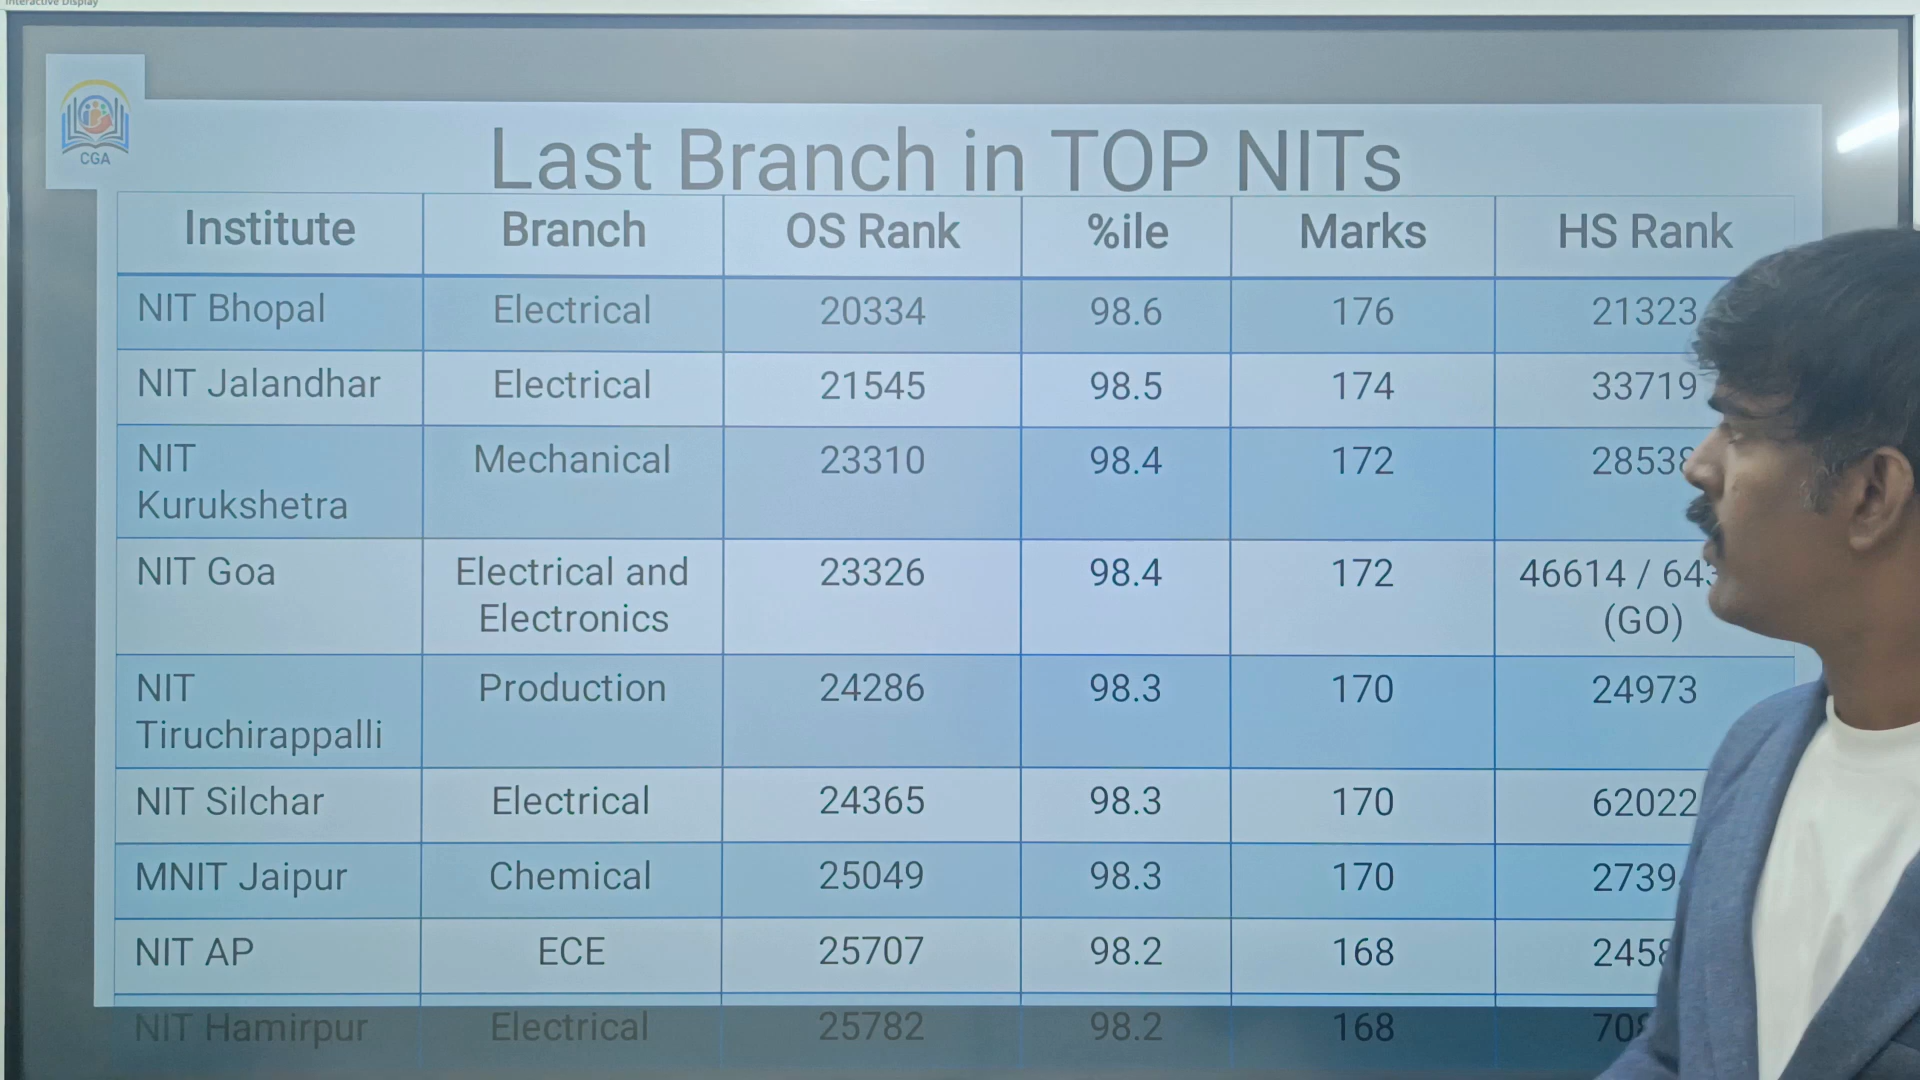 Interactive Display
CGA
Last Branch in TOP NITs
Institute Branch OS Rank %ile Marks HS Rank
NIT Bhopal Electrical 20334 98.6 176 21323
NIT Jalandhar Electrical 21545 98.5 174 33719
NIT Kurukshetra Mechanical 23310 98.4 172
NIT Goa Electrical and Electronics 23326 98.4 172 46614 / (GO)
NIT Tiruchirappalli Production 24286 98.3 170 24973
NIT Silchar Electrical 24365 98.3 170 62022
MNIT Jaipur Chemical 25049 98.3 170
NIT AP ECE 25707 98.2 168
NIT Hamirpur Electrical 25782 98.2 168